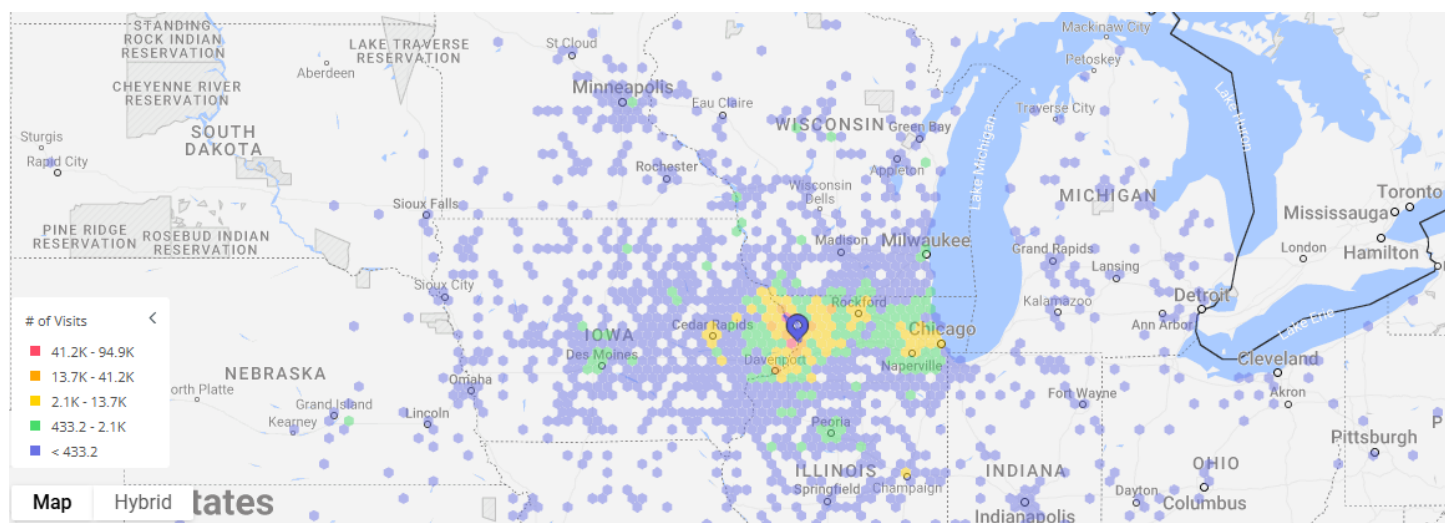 STANDING
ROCK INDIAN
RESERVATION
CHEYENNE RIVER
RESERVATION
LAKE TRAVERSE
RESERVATION
Aberdeen
St Cloud
Minneapolis
Eau Claire
WISCONSIN
Green Bay
Appleton
Mackinaw City
Petoskey
Traverse City
Lake Michigan
Lake Huron
Sturgis
Rapid City
SOUTH
DAKOTA
Rochester
Wisconsin
Dells
MICHIGAN
Toronto
Mississauga
Hamilton
London
PINE RIDGE
RESERVATION
ROSEBUD INDIAN
RESERVATION
Sioux Falls
Madison
Milwaukee
Grand Rapids
Lansing
Sioux City
Rockford
Kalamazoo
Detroit
Ann Arbor
Lake Erie
IOWA
Cedar Rapids
Chicago
Des Moines
Davenport
Naperville
Cleveland
NEBRASKA
orth Platte
Omaha
Grand Island
Kearney
Lincoln
Fort Wayne
Akron
Peoria
Pittsburgh
P
ILLINOIS
Springfield
Champaign
INDIANA
Indianapolis
OHIO
Dayton
Columbus
# of Visits
41.2K - 94.9K
13.7K - 41.2K
2.1K - 13.7K
433.2 - 2.1K
< 433.2
Map
Hybrid
tates